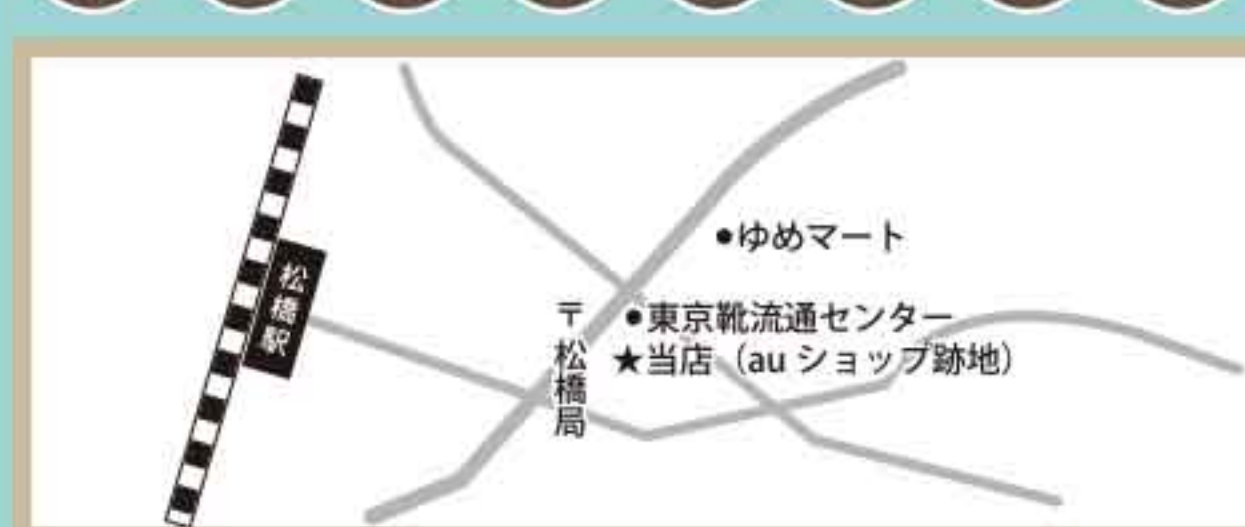 松橋駅
●ゆめマート
〒松橋局
●東京靴流通センター
★当店（au ショップ跡地）